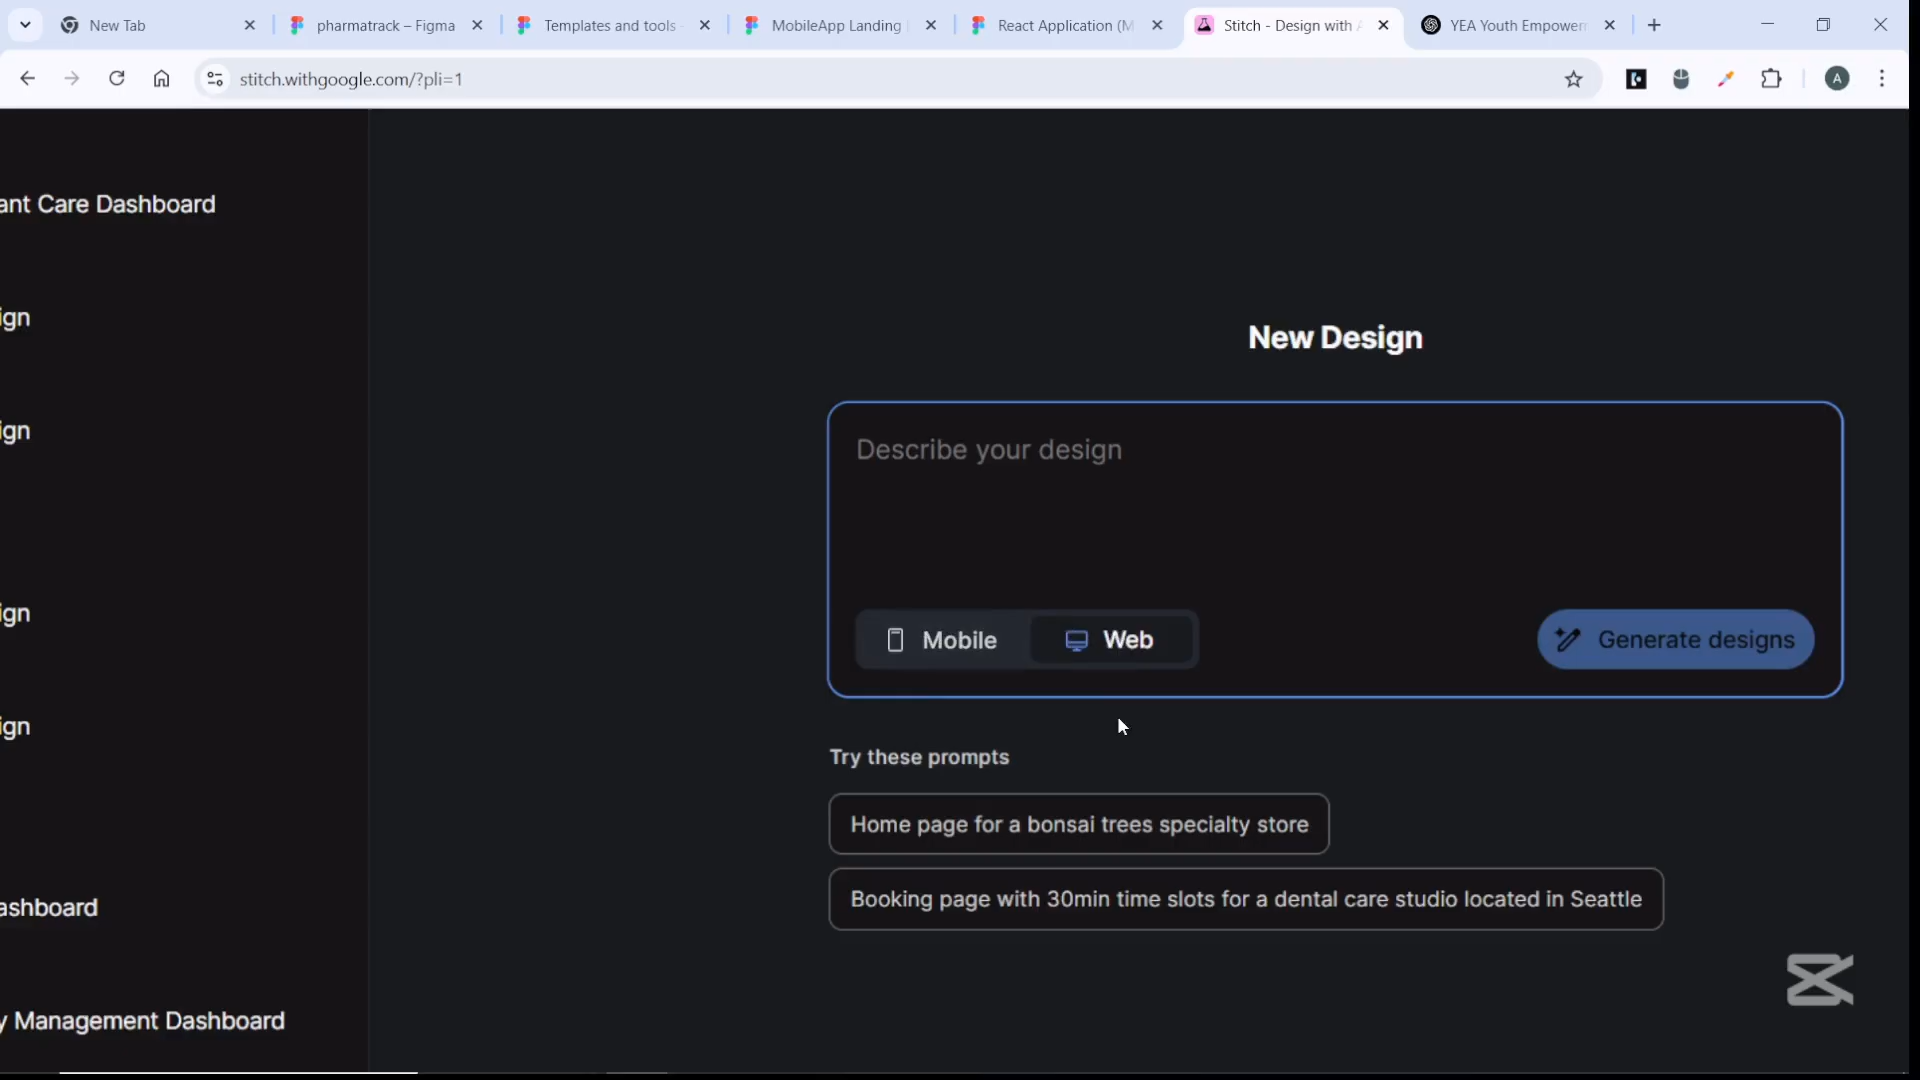 New Tab
pharmatrack – Figma
Templates and tools
MobileApp Landing
React Application (M
Stitch - Design with A
YEA Youth Empower
stitch.withgoogle.com/?pli=1
A
ant Care Dashboard
ign
ign
ign
ign
ashboard
y Management Dashboard
New Design
Describe your design
Mobile
Web
Generate designs
Try these prompts
Home page for a bonsai trees specialty store
Booking page with 30min time slots for a dental care studio located in Seattle